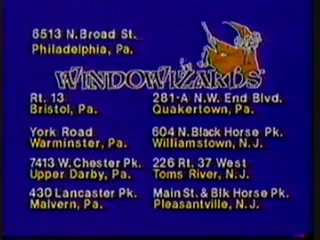 6513 N.Broad St.
Philadelphia, Pa.
WINDOWIZARDS
Rt. 13
Bristol, Pa.
281-A N.W. End Blvd.
Quakertown, Pa.
York Road
Warminster, Pa.
604 N.Black Horse Pk.
Williamstown, N.J.
7413 W.Chester Pk.
Upper Darby, Pa.
226 Rt. 37 West
Toms River, N.J.
430 Lancaster Pk.
Malvern, Pa.
Main St. & Blk Horse Pk.
Pleasantville, N.J.